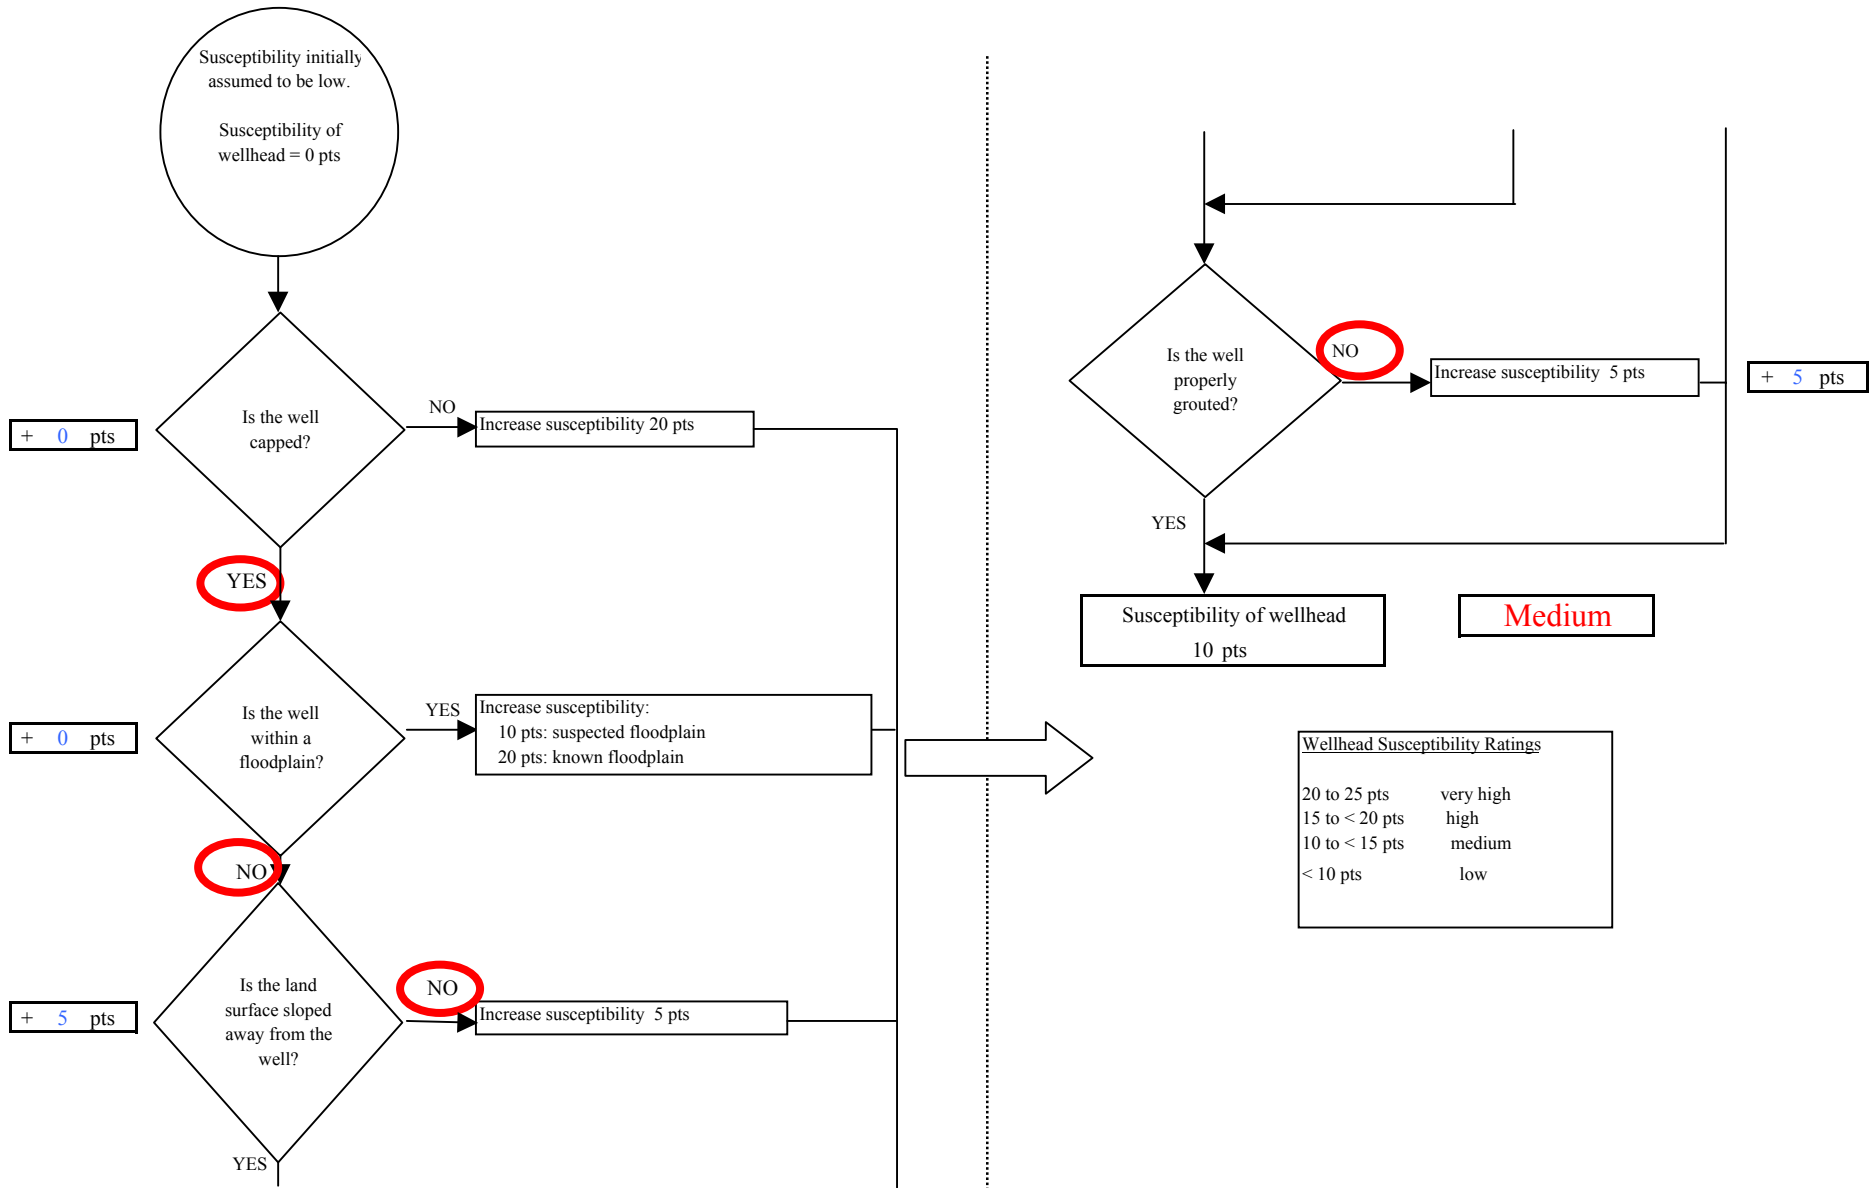 Susceptibility initially
assumed to be low.
Susceptibility of
wellhead = 0 pts
Is the well
capped?
NO
Increase susceptibility 20 pts
+ 0 pts
YES
Is the well
within a
floodplain?
YES
Increase susceptibility:
10 pts: suspected floodplain
20 pts: known floodplain
+ 0 pts
NO
Is the land
surface sloped
away from the
well?
NO
Increase susceptibility 5 pts
+ 5 pts
YES
Is the well
properly
grouted?
NO
Increase susceptibility 5 pts
+ 5 pts
YES
Susceptibility of wellhead
10 pts
Medium
Wellhead Susceptibility Ratings
20 to 25 pts very high
15 to < 20 pts high
10 to < 15 pts medium
< 10 pts low